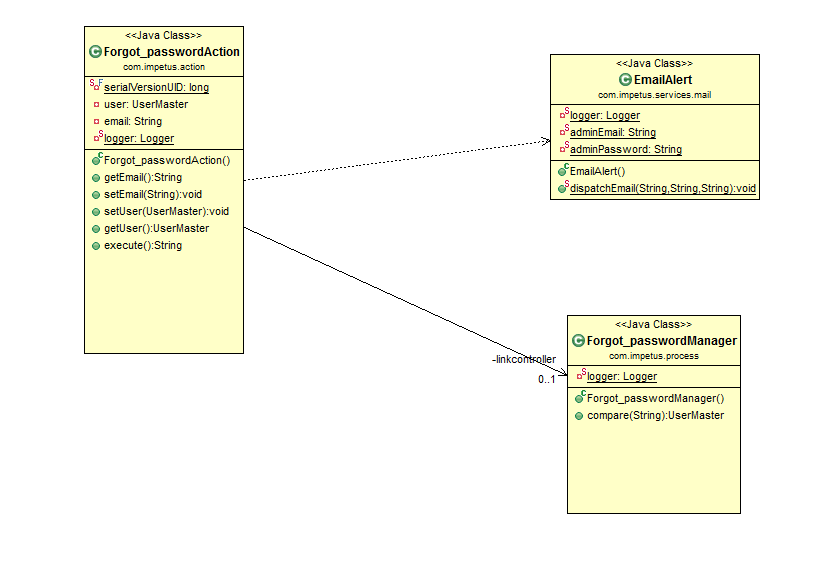 <<Java Class>>
Forgot_passwordAction
com.impetus.action
serialVersionUID: long
user: UserMaster
email: String
logger: Logger
Forgot_passwordAction()
getEmail():String
setEmail(String):void
setUser(UserMaster):void
getUser():UserMaster
execute():String
<<Java Class>>
EmailAlert
com.impetus.services.mail
logger: Logger
adminEmail: String
adminPassword: String
EmailAlert()
dispatchEmail(String,String,String):void
-linkcontroller
0..1
<<Java Class>>
Forgot_passwordManager
com.impetus.process
logger: Logger
Forgot_passwordManager()
compare(String):UserMaster